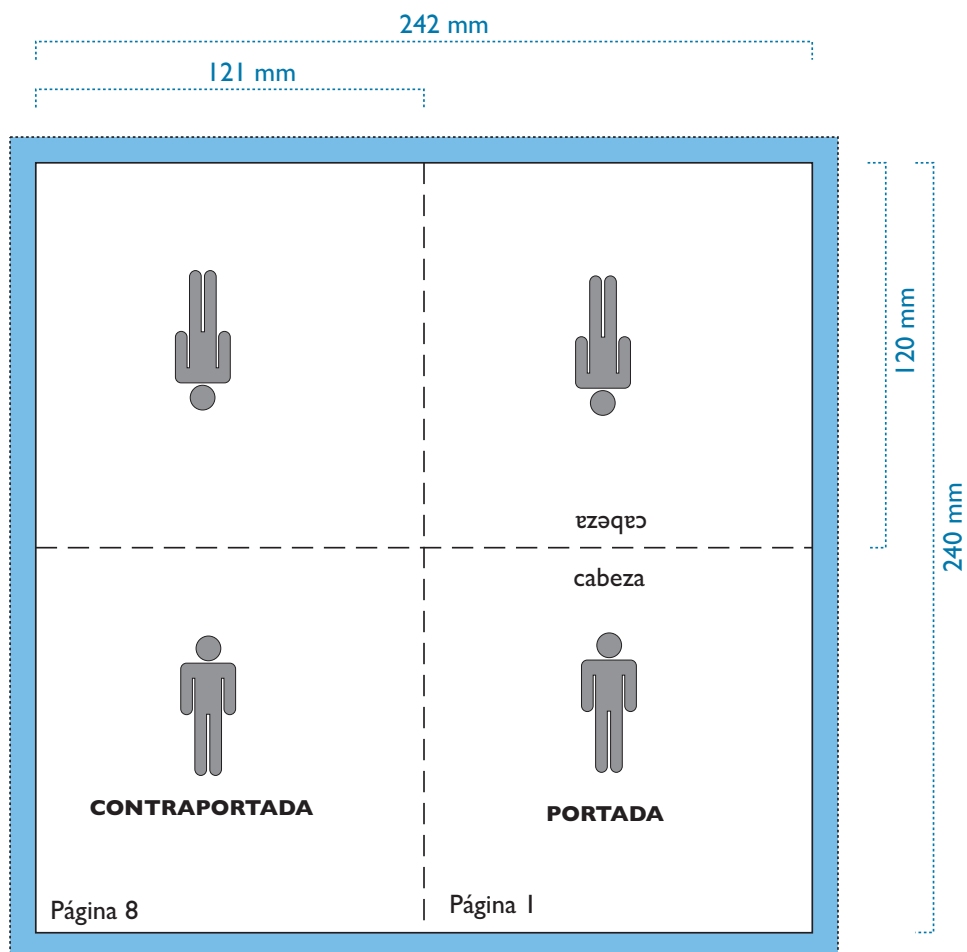 242 mm
121 mm
120 mm
240 mm
cabeza
cabeza
CONTRAPORTADA
PORTADA
Página 8
Página 1